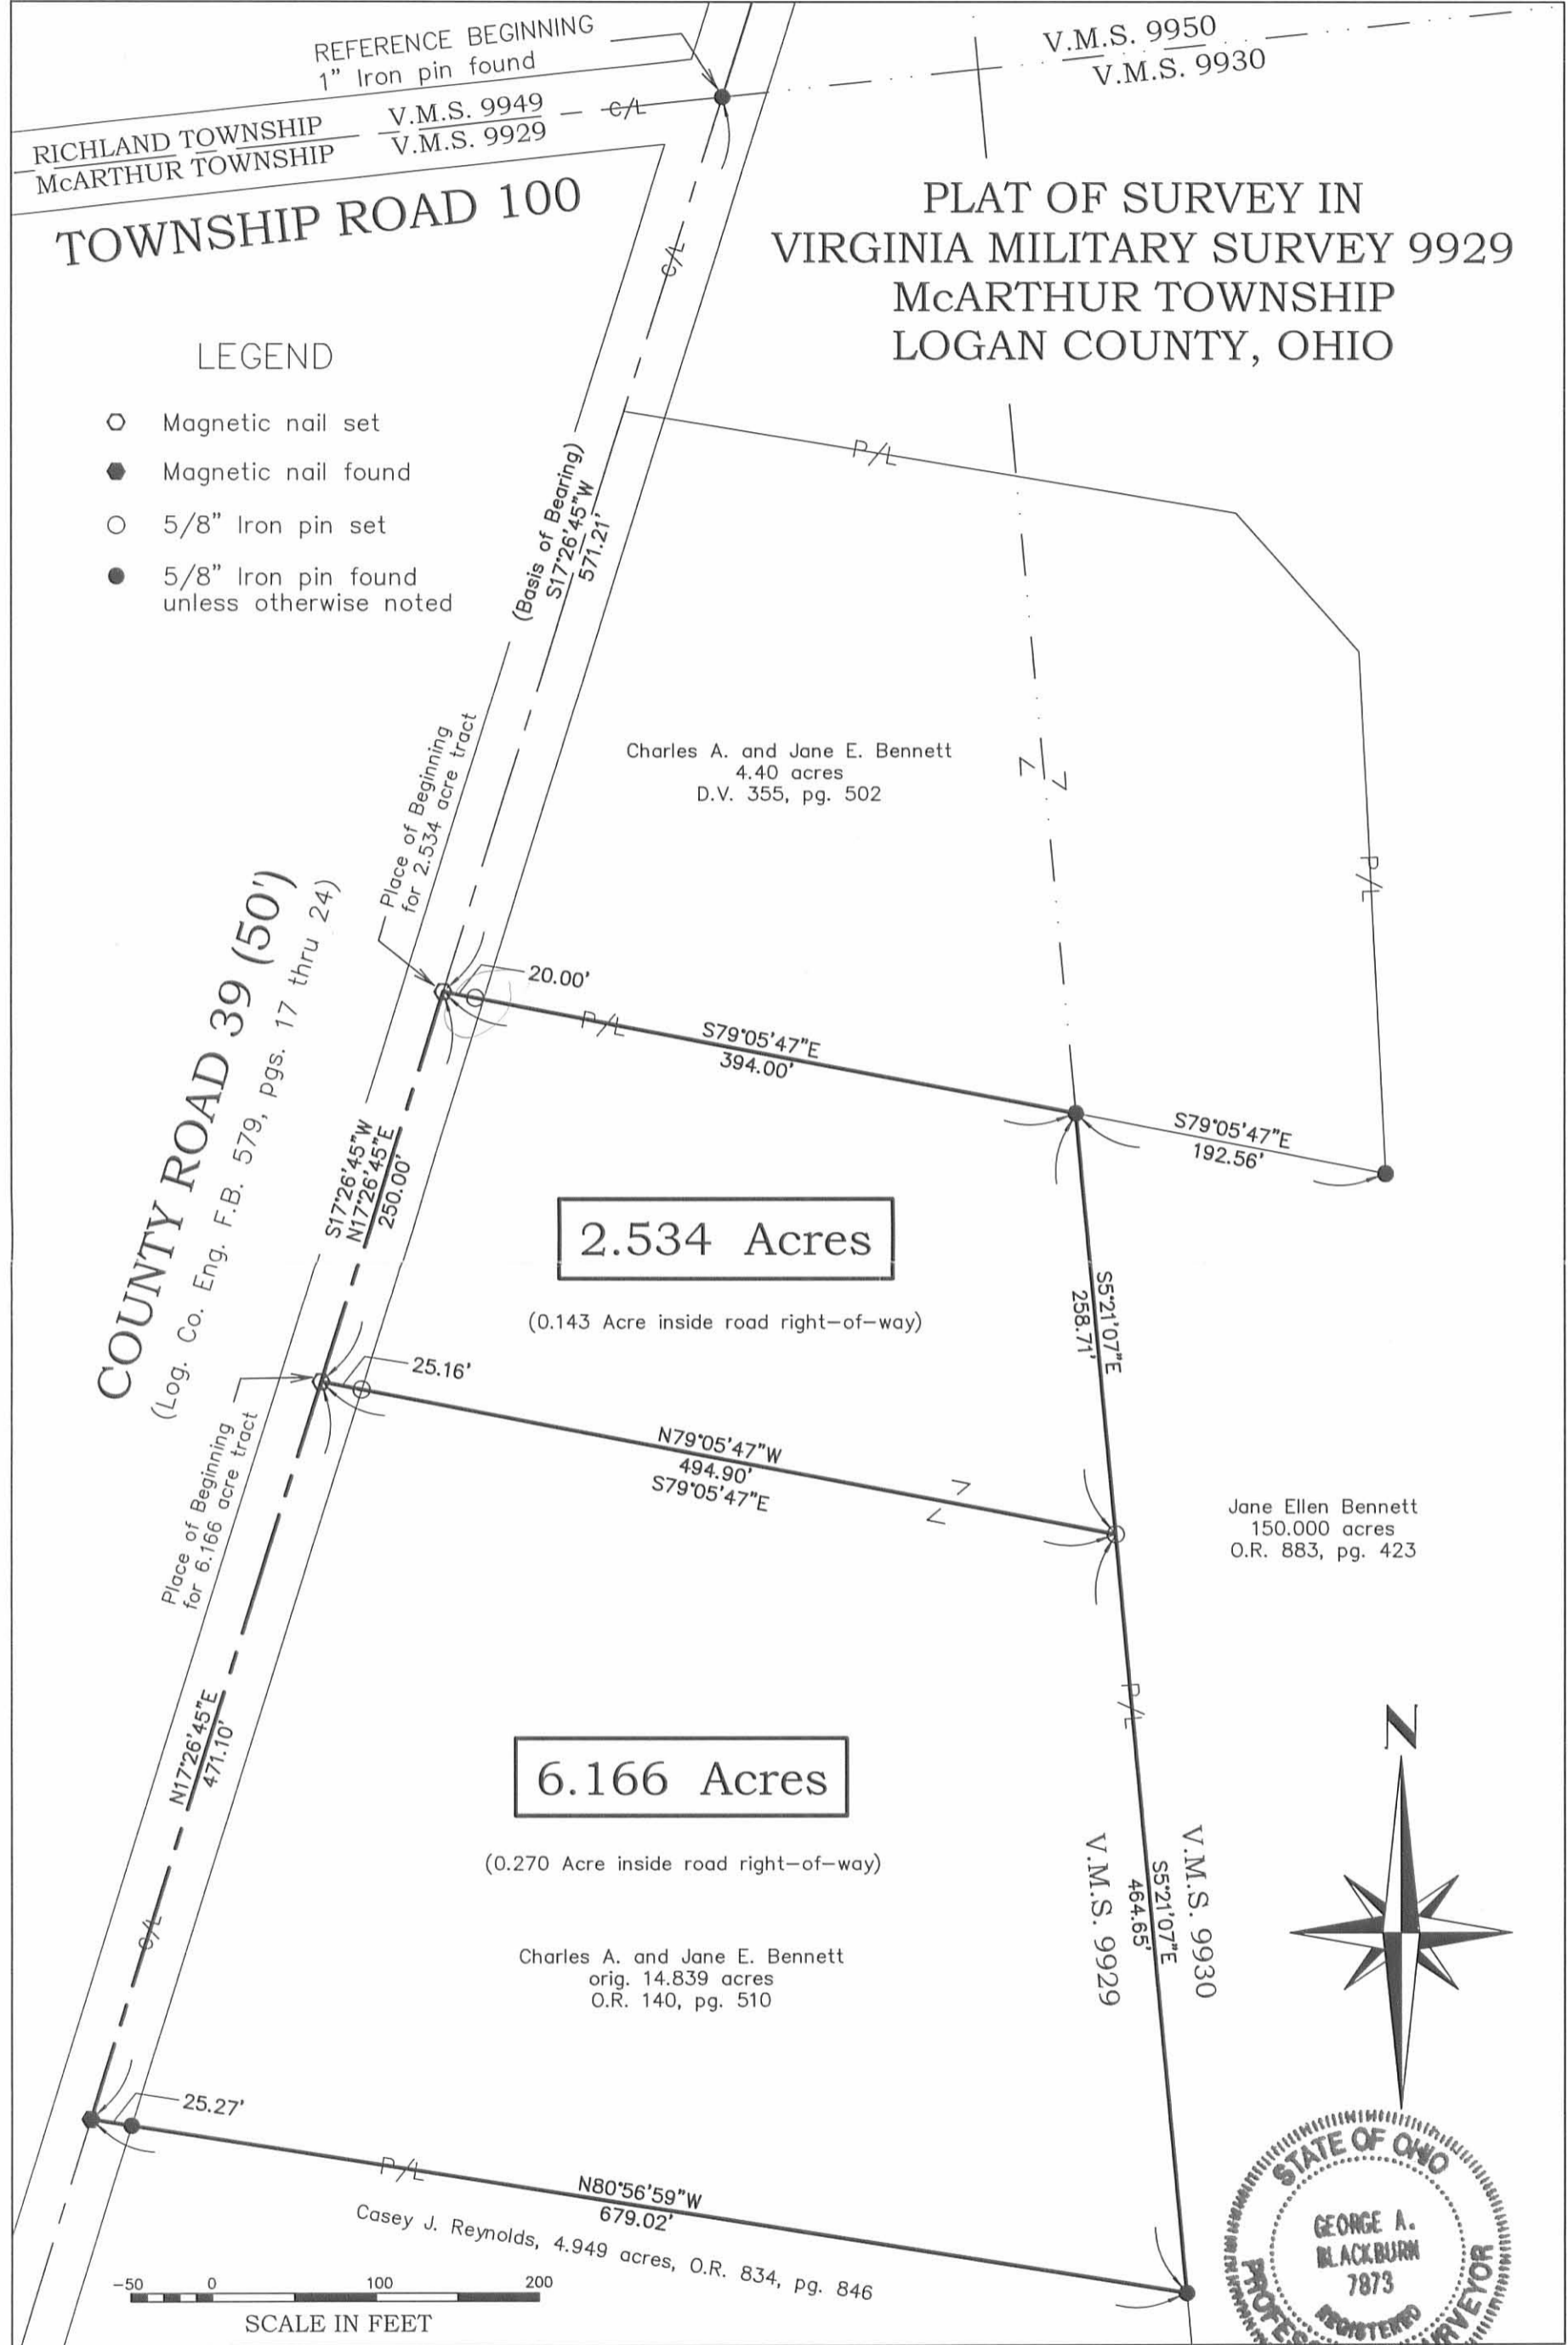 REFERENCE BEGINNING
1" Iron pin found
V.M.S. 9950
V.M.S. 9930
RICHLAND TOWNSHIP
McARTHUR TOWNSHIP
V.M.S. 9949
V.M.S. 9929
C/L
TOWNSHIP ROAD 100
PLAT OF SURVEY IN
VIRGINIA MILITARY SURVEY 9929
McARTHUR TOWNSHIP
LOGAN COUNTY, OHIO
C/L
LEGEND
Magnetic nail set
Magnetic nail found
5/8" Iron pin set
5/8" Iron pin found
unless otherwise noted
P/L
(Basis of Bearing)
S17°26'45"W
571.21'
Place of Beginning
for 2.534 acre tract
Charles A. and Jane E. Bennett
4.40 acres
D.V. 355, pg. 502
P/L
COUNTY ROAD 39 (50')
(Log. Co. Eng. F.B. 579, pgs. 17 thru 24)
20.00'
P/L
S79°05'47"E
394.00'
S79°05'47"E
192.56'
S17°26'45"W
N17°26'45"E
250.00'
2.534 Acres
(0.143 Acre inside road right-of-way)
S5°21'07"E
258.71'
25.16'
Place of Beginning
for 6.166 acre tract
N79°05'47"W
494.90'
S79°05'47"E
Jane Ellen Bennett
150.000 acres
O.R. 883, pg. 423
P/L
N17°26'45"E
471.10'
N
6.166 Acres
(0.270 Acre inside road right-of-way)
V.M.S. 9930
S5°21'07"E
464.65'
V.M.S. 9929
C/L
Charles A. and Jane E. Bennett
orig. 14.839 acres
O.R. 140, pg. 510
25.27'
P/L
N80°56'59"W
679.02'
Casey J. Reynolds, 4.949 acres, O.R. 834, pg. 846
-50 0 100 200
SCALE IN FEET
STATE OF OHIO
GEORGE A.
BLACKBURN
7873
REGISTERED